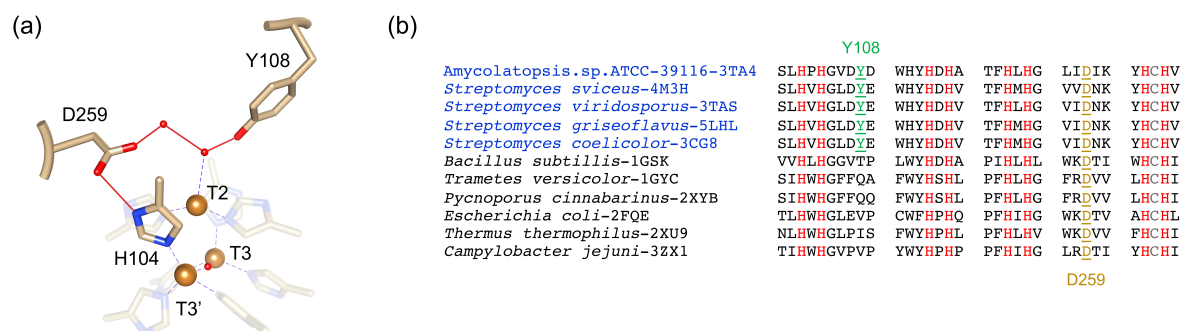 (a)
Y108
D259
T2
H104
T3
T3’
(b)
Y108
Amycolatopsis.sp.ATCC-39116-3TA4 SLHPHGVDYD WHYHDHA TFHLHG LIDIK YHCHV
Streptomyces sviceus-4M3H SLHVHGLDYE WHYHDHV TFHMHG VVDNK YHCHV
Streptomyces viridosporus-3TAS SLHVHGLDYE WHYHDHV TFHMHG VIDNK YHCHV
Streptomyces griseoflavus-5LHL SLHVHGLDYE WHYHDHV TFHMHG VIDNK YHCHV
Streptomyces coelicolor-3CG8 SLHVHGLDYE WHYHDHV TFHMHG VIDNK YHCHV
Bacillus subtillis-1GSK VVHLHGGVTP LWYHDHA PIHLHL WKDTI WHCHI
Trametes versicolor-1GYC SIHWHGFFQA FWYHSHL PFHLHG FRDVV LHCHI
Pycnoporus cinnabarinus-2XYB SIHWHGFFQQ FWYHSHL PFHLHG FRDVV LHCHI
Escherichia coli-2FQE TLHWHGLEVP CWFHPHQ PFHIHG WKDTV AHCHL
Thermus thermophilus-2XU9 NLHWHGLPIS FWYHPHL PFHLHV WKDVV FHCHI
Campylobacter jejuni-3ZX1 TIHWHGVPVP FWYHPHP PFHIHG LRDTI YHCHI
D259